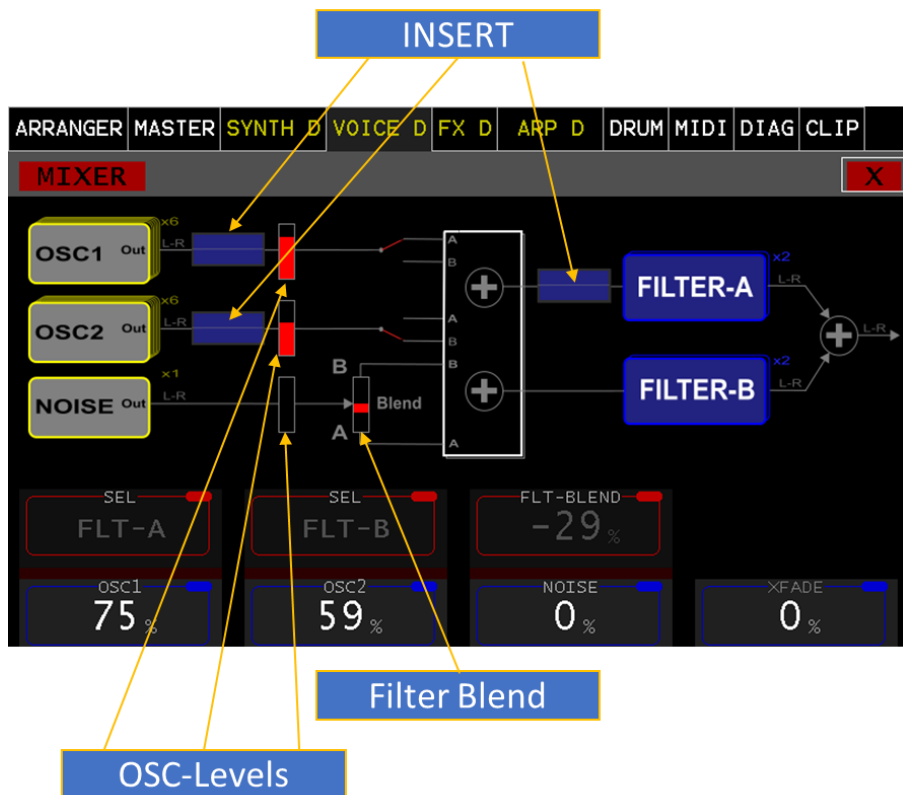 INSERT
ARRANGER MASTER SYNTH D VOICE D FX D ARP D DRUM MIDI DIAG CLIP
MIXER X
x6 x2
OSC1 Out L-R A
B
FILTER-A L-R
x6 A
OSC2 Out L-R B L-R
x1 B B x2
NOISE Out L-R Blend FILTER-B L-R
A A
SEL SEL FLT-BLEND
FLT-A FLT-B -29 %
OSC1 OSC2 NOISE XFADE
75 % 59 % 0 % 0 %
Filter Blend
OSC-Levels